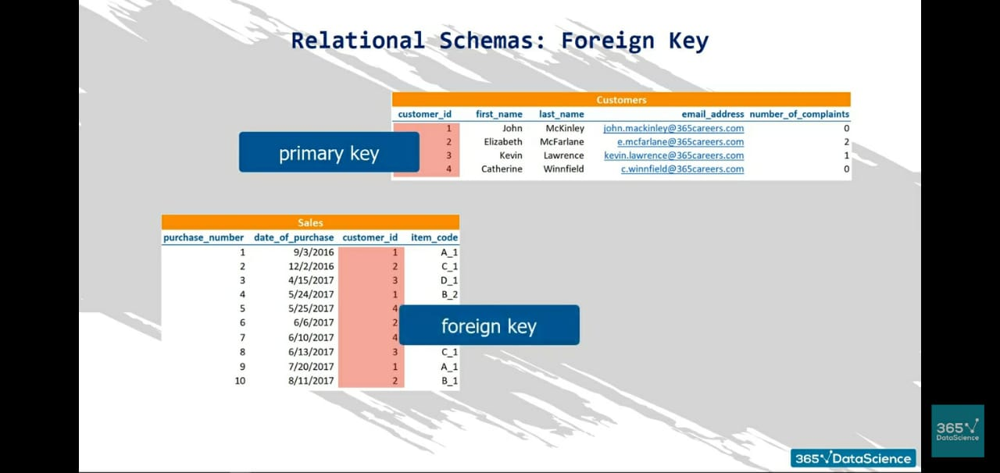 Relational Schemas: Foreign Key
Customers
customer_id first_name last_name email_address number_of_complaints
1 John McKinley john.mackinley@365careers.com 0
2 Elizabeth McFarlane e.mcfarlane@365careers.com 2
3 Kevin Lawrence kevin.lawrence@365careers.com 1
4 Catherine Winnfield c.winnfield@365careers.com 0
primary key
Sales
purchase_number date_of_purchase customer_id item_code
1 9/3/2016 1 A_1
2 12/2/2016 2 C_1
3 4/15/2017 3 D_1
4 5/24/2017 1 B_2
5 5/25/2017 4
6 6/6/2017 2
7 6/10/2017 4
8 6/13/2017 3 C_1
9 7/20/2017 1 A_1
10 8/11/2017 2 B_1
foreign key
365 DataScience
365
DataScience